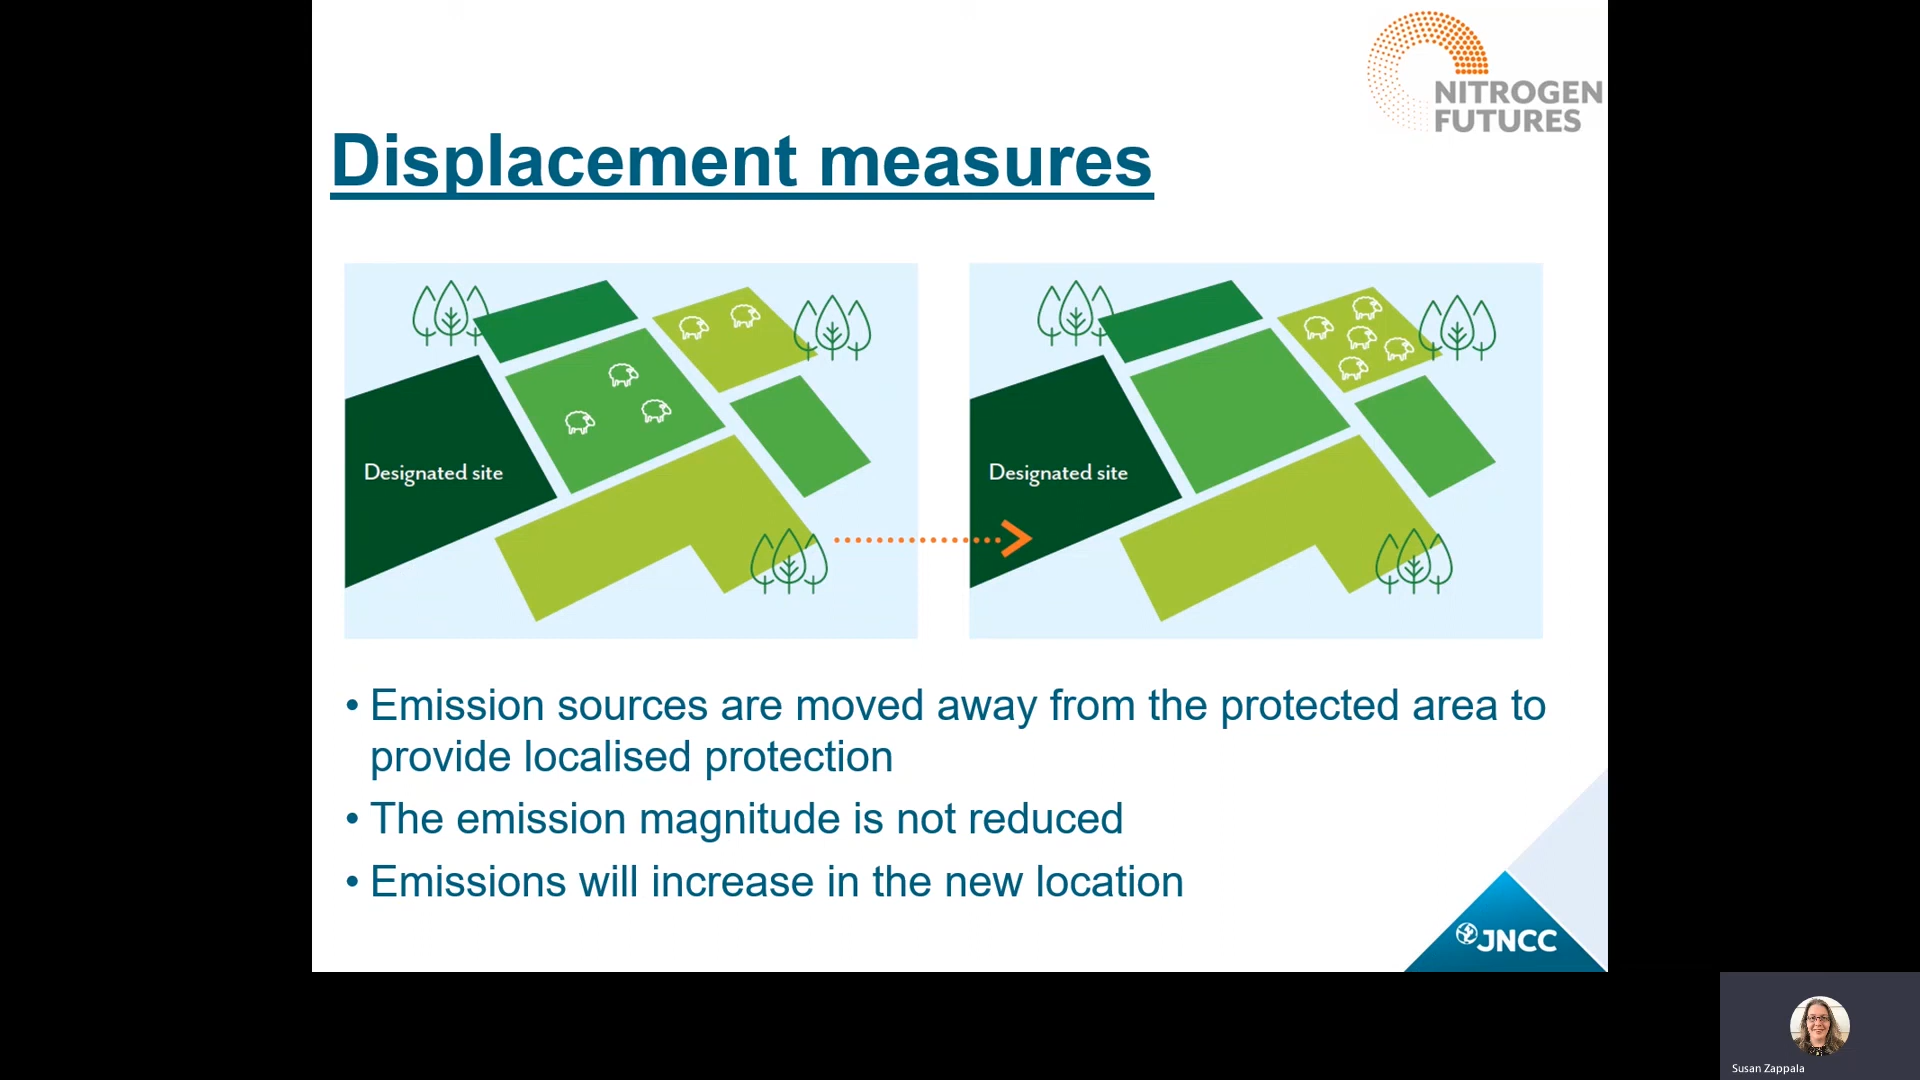 NITROGEN
FUTURES
Displacement measures
Designated site
Designated site
• Emission sources are moved away from the protected area to
provide localised protection
• The emission magnitude is not reduced
• Emissions will increase in the new location
JNCC
Susan Zappala